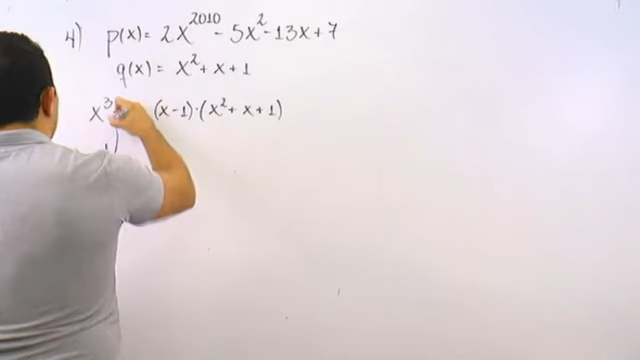 4) p(x) = 2x^2010 - 5x^2 - 13x + 7
q(x) = x^2 + x + 1
x^3 (x-1)·(x^2 + x + 1)